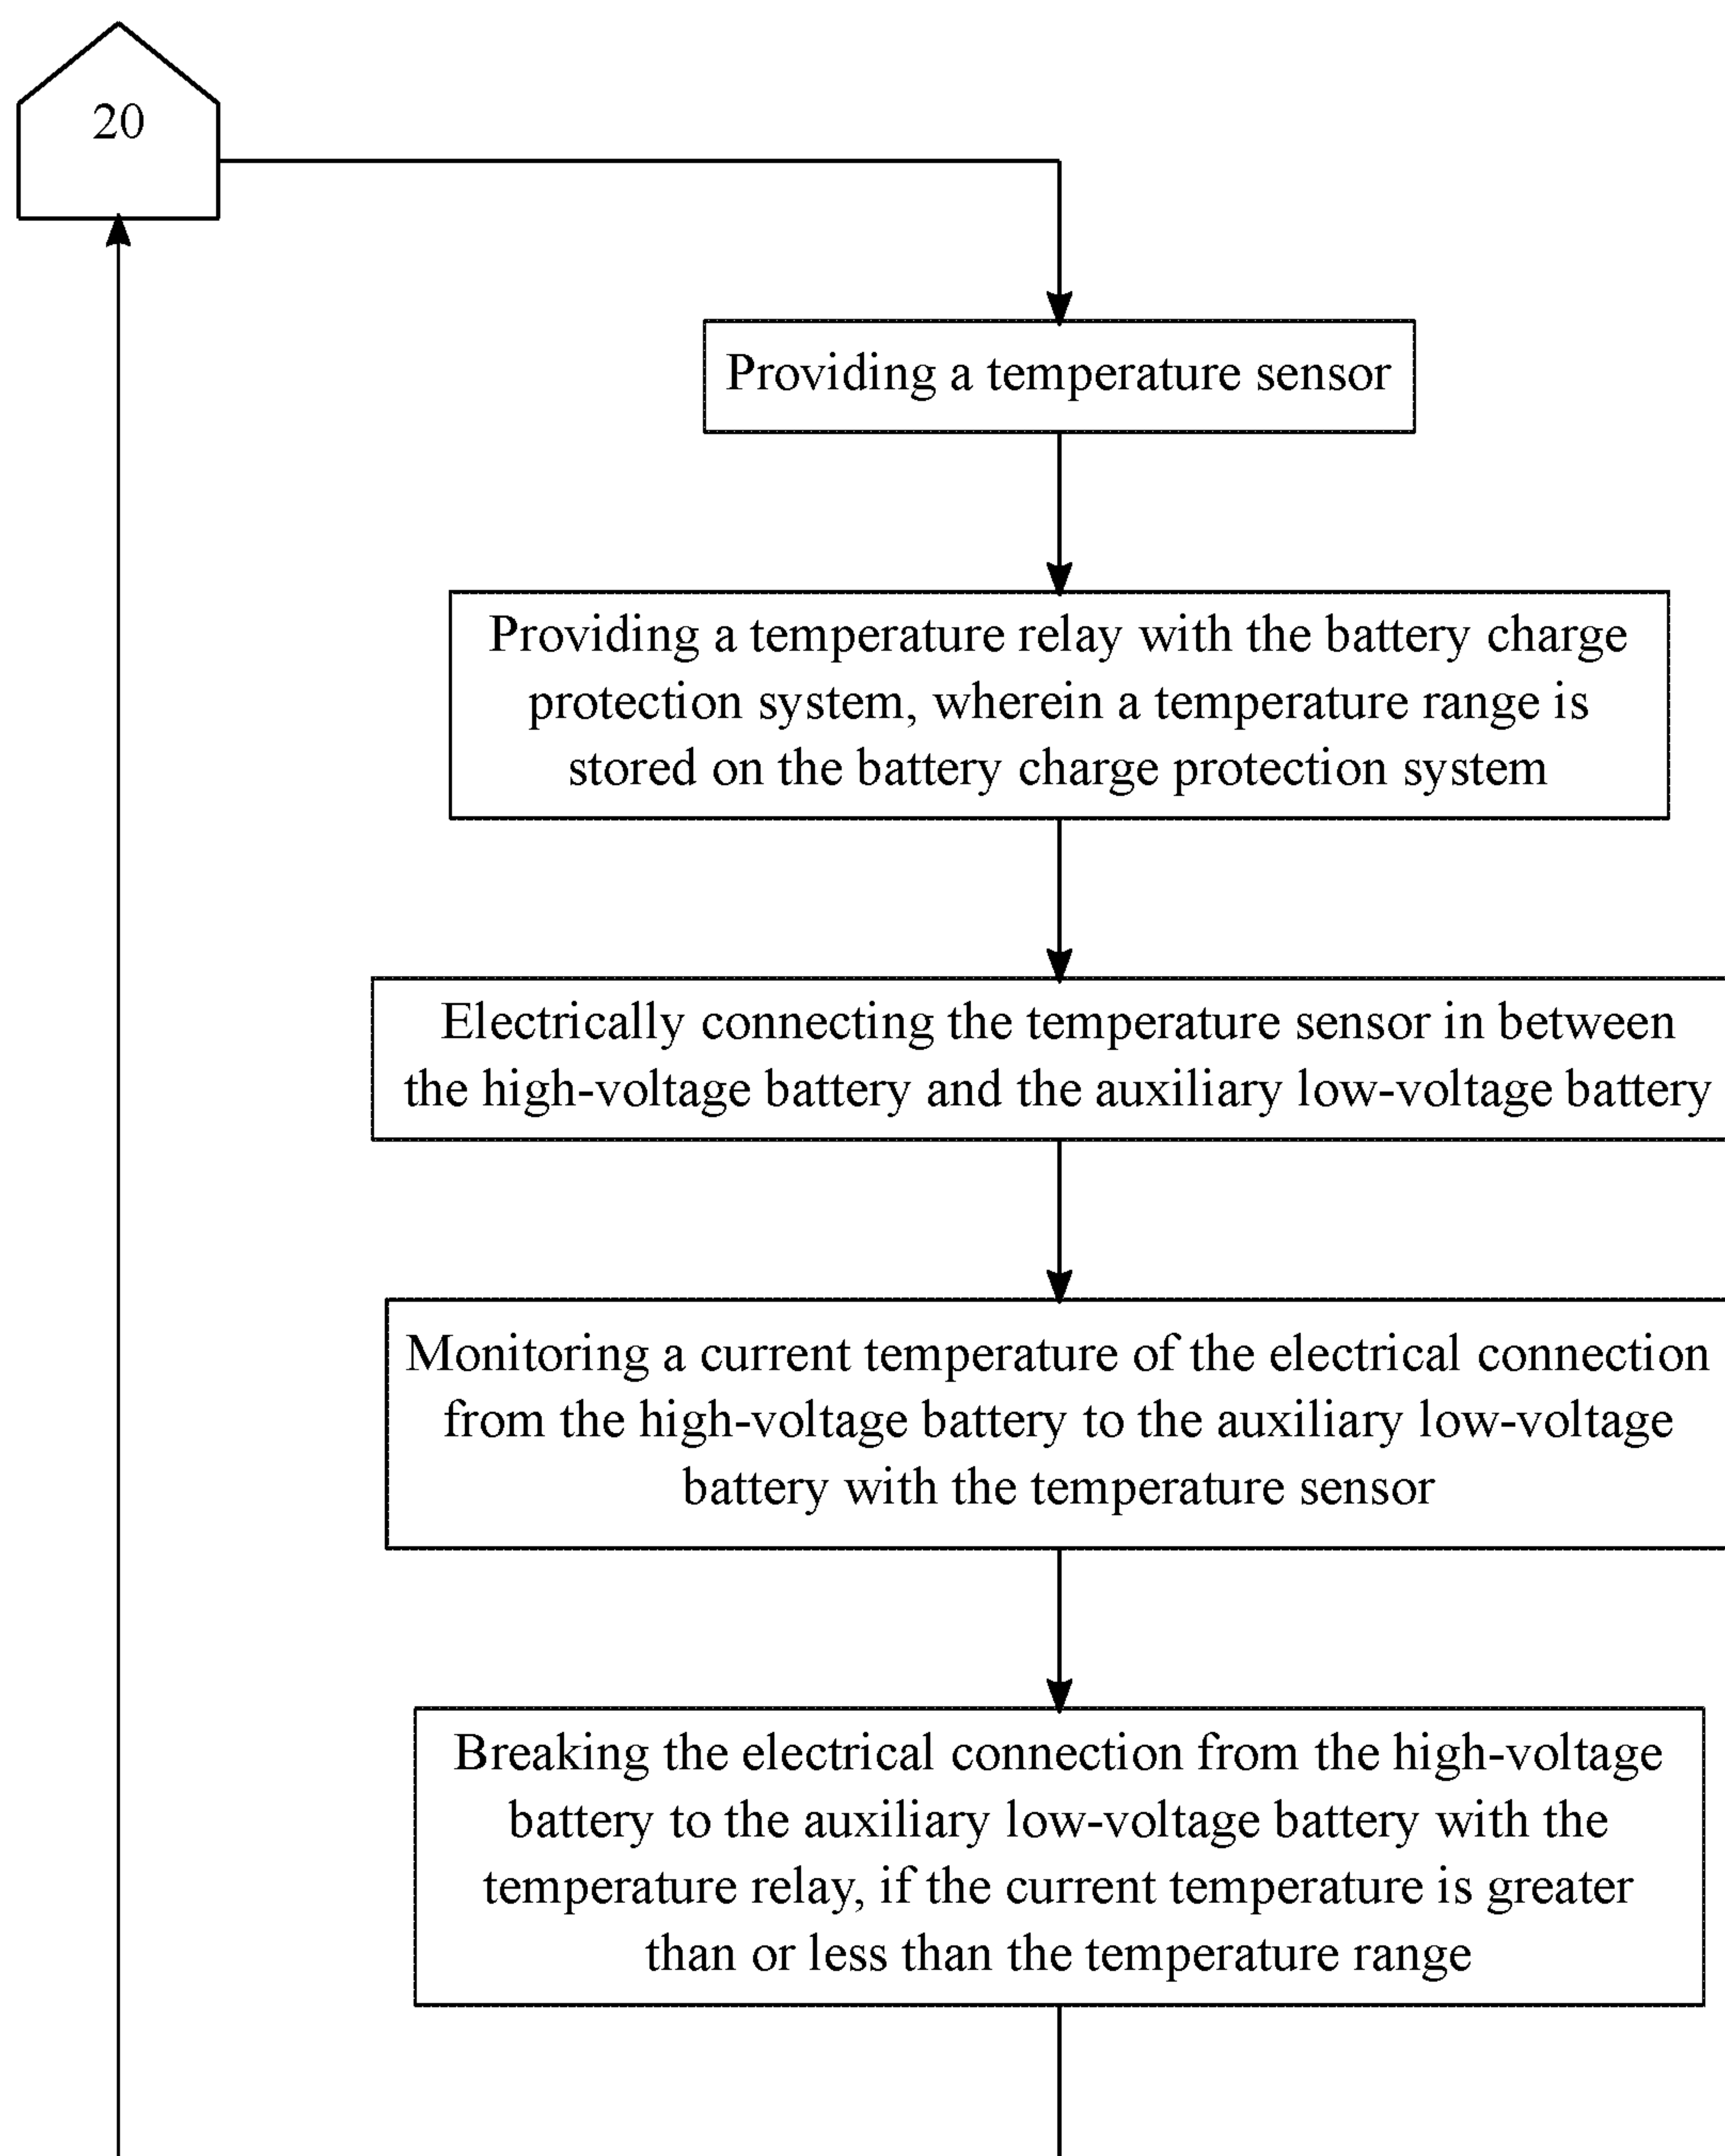 20
Providing a temperature sensor
Providing a temperature relay with the battery charge
protection system, wherein a temperature range is
stored on the battery charge protection system
Electrically connecting the temperature sensor in between
the high-voltage battery and the auxiliary low-voltage battery
Monitoring a current temperature of the electrical connection
from the high-voltage battery to the auxiliary low-voltage
battery with the temperature sensor
Breaking the electrical connection from the high-voltage
battery to the auxiliary low-voltage battery with the
temperature relay, if the current temperature is greater
than or less than the temperature range